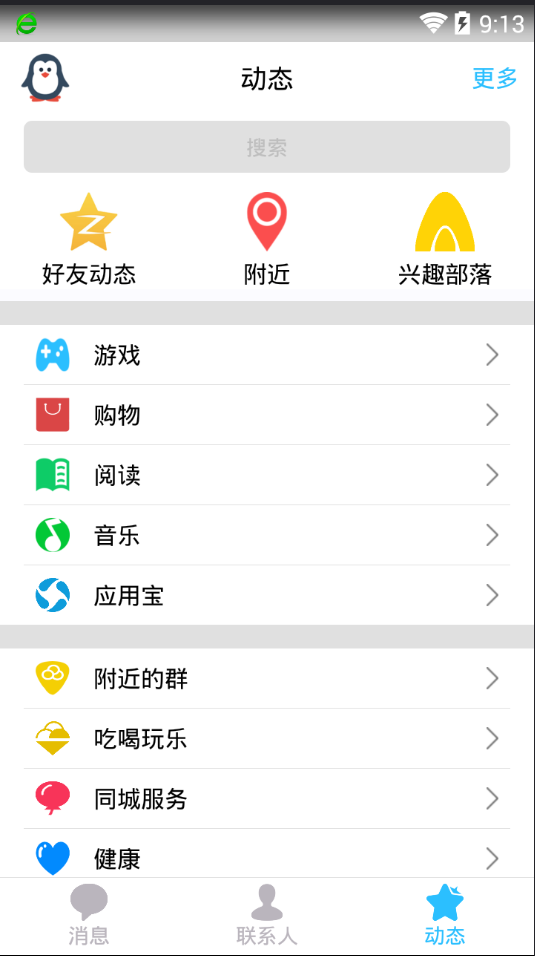 9:13
动态
更多
搜索
好友动态
附近
兴趣部落
游戏
购物
阅读
音乐
应用宝
附近的群
吃喝玩乐
同城服务
健康
消息
联系人
动态